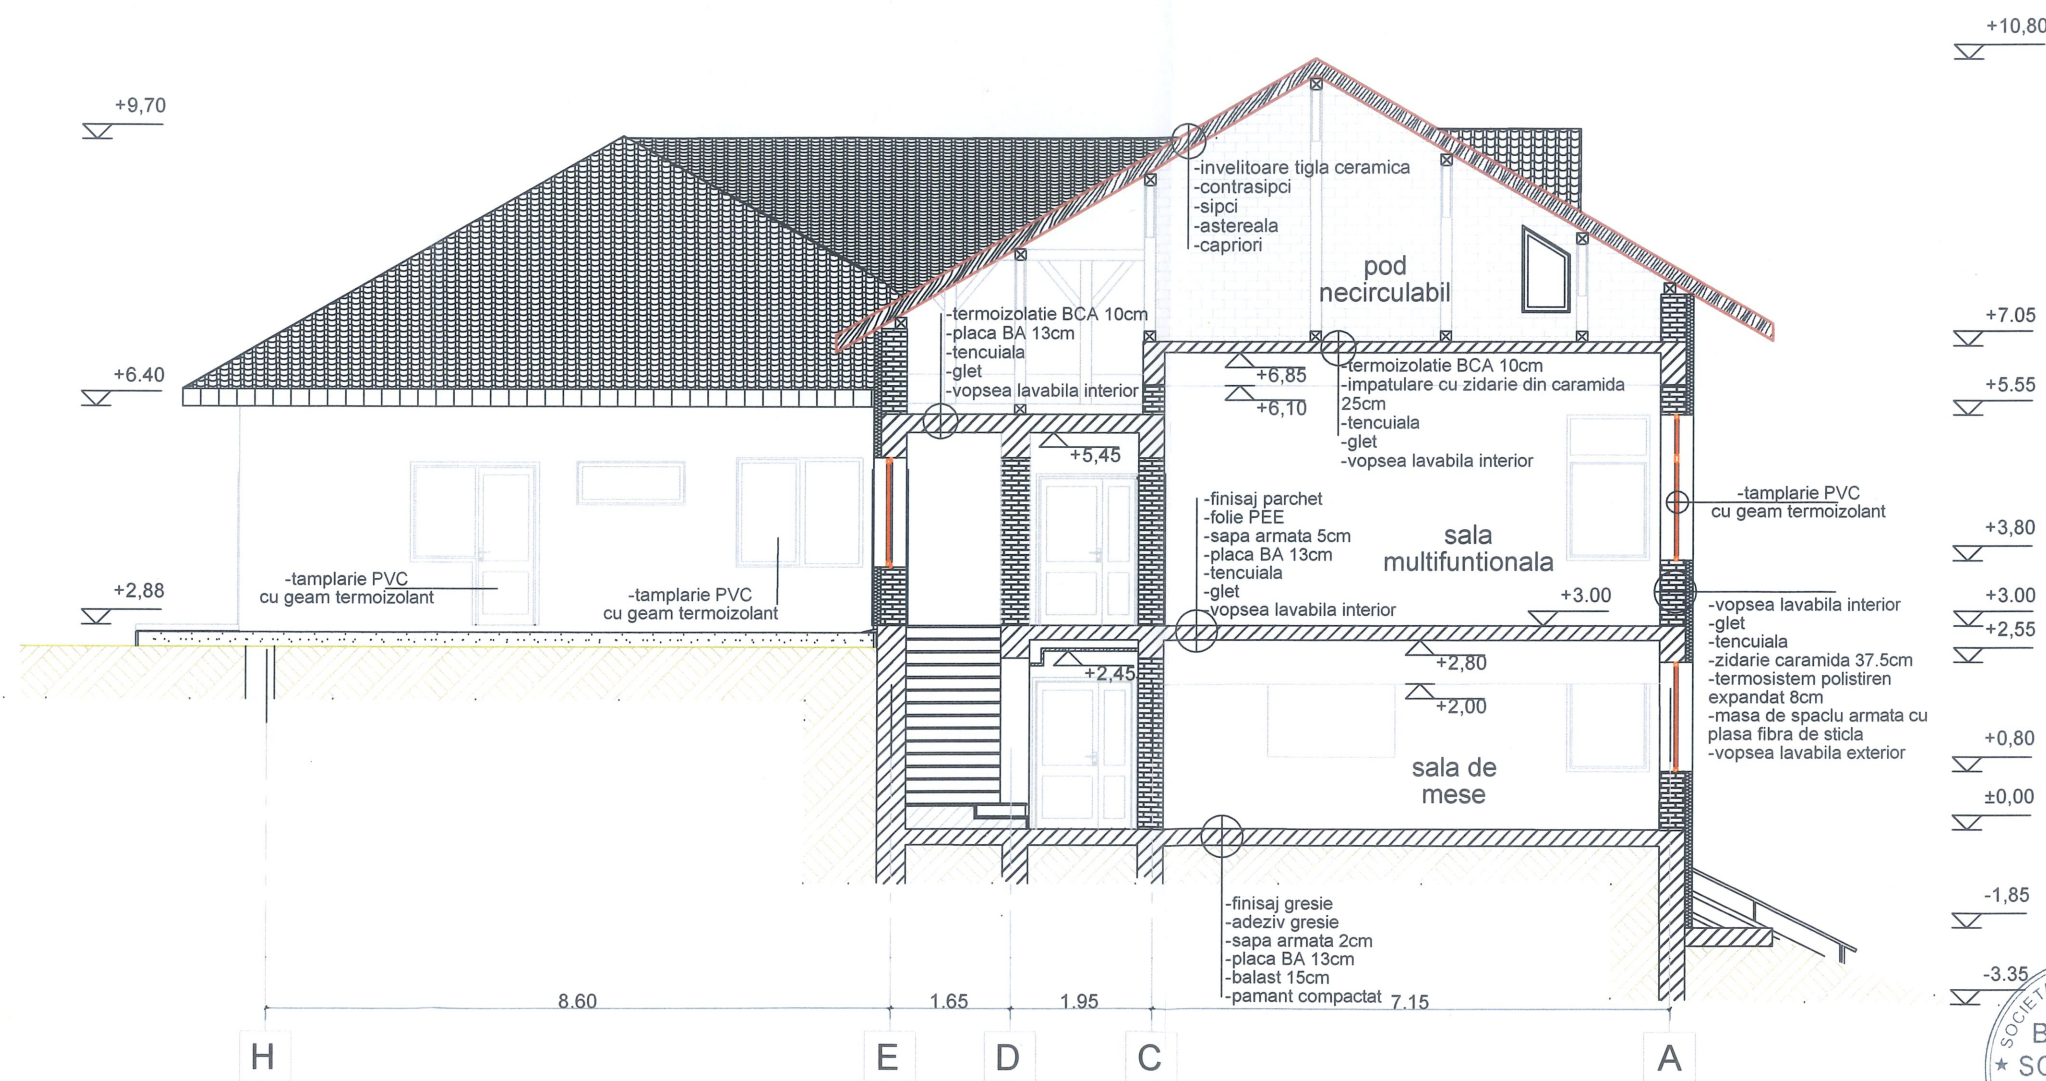 +10,80
+9,70
-invelitoare tigla ceramica
-contrasipci
-sipci
-astereala
-capriori
pod
necirculabil
-termoizolatie BCA 10cm
-placa BA 13cm
-tencuiala
-glet
-vopsea lavabila interior
+7.05
+6.40
+6,85
+6,10
-termoizolatie BCA 10cm
-impatulare cu zidarie din caramida
25cm
-tencuiala
-glet
-vopsea lavabila interior
+5.55
+5,45
-finisaj parchet
-folie PEE
-sapa armata 5cm
-placa BA 13cm
-tencuiala
-glet
-vopsea lavabila interior
sala
multifuntionala
-tamplarie PVC
cu geam termoizolant
+3,80
+2,88
-tamplarie PVC
cu geam termoizolant
-tamplarie PVC
cu geam termoizolant
+3.00
+3.00
+2,55
-vopsea lavabila interior
-glet
-tencuiala
-zidarie caramida 37.5cm
-termosistem polistiren
expandat 8cm
-masa de spaclu armata cu
plasa fibra de sticla
-vopsea lavabila exterior
+2,45
+2,80
+2,00
+0,80
sala de
mese
±0,00
-finisaj gresie
-adeziv gresie
-sapa armata 2cm
-placa BA 13cm
-balast 15cm
-pamant compactat
-1,85
-3.35
8.60
1.65
1.95
7.15
H
E
D
C
A